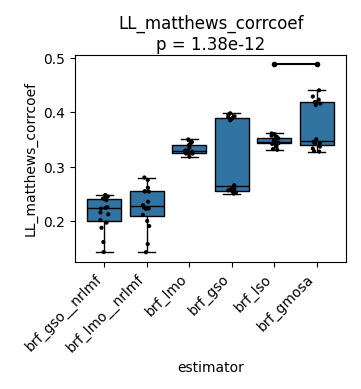 LL_matthews_corrcoef
p = 1.38e-12
LL_matthews_corrcoef
0.5
0.4
0.3
0.2
brf_gso__nrlmf
brf_lmo__nrlmf
brf_lmo
brf_gso
brf_lso
brf_gmosa
estimator